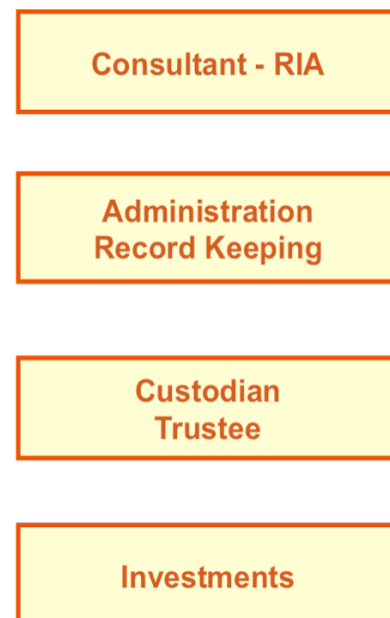 Consultant - RIA
Administration
Record Keeping
Custodian
Trustee
Investments